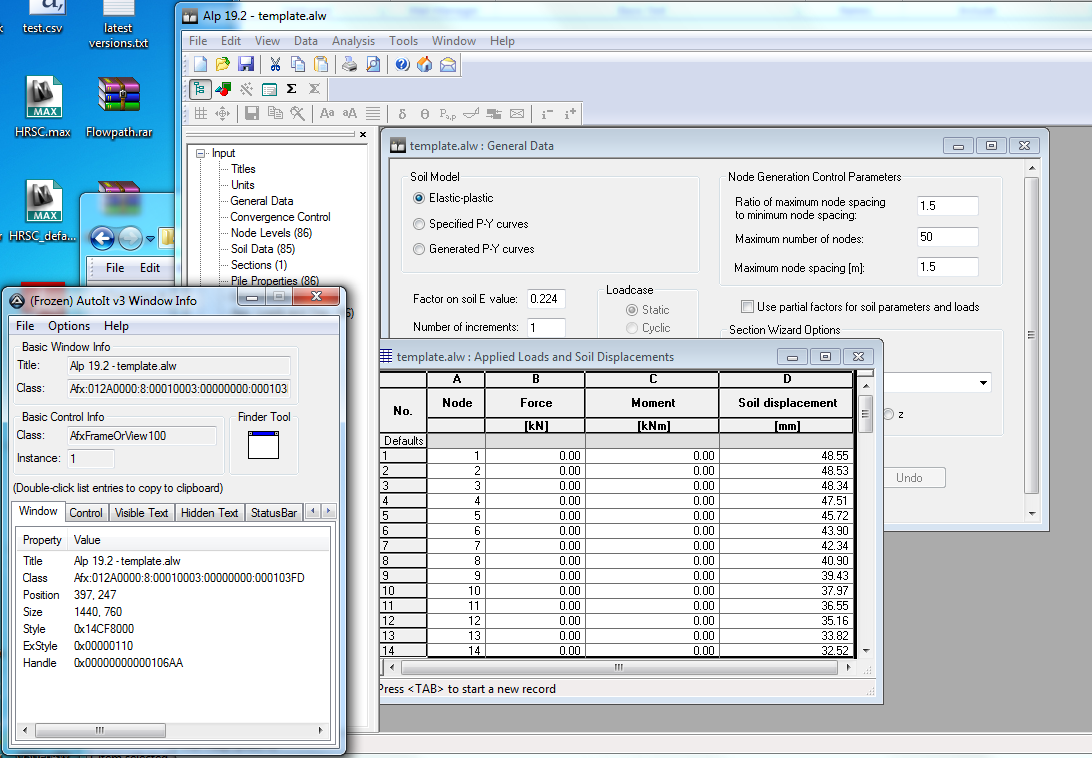 test.csv
latest
versions.txt
HRSC.max
Flowpath.rar
HRSC_defa...
MAX
MAX
File Edit
Alp 19.2 - template.alw
File Edit View Data Analysis Tools Window Help
Input
Titles
Units
General Data
Convergence Control
Node Levels (86)
Soil Data (85)
Sections (1)
Pile Properties (86)
template.alw : General Data
Soil Model
Elastic-plastic
Specified P-Y curves
Generated P-Y curves
Factor on soil E value: 0.224
Number of increments: 1
Loadcase
Static
Cyclic
Node Generation Control Parameters
Ratio of maximum node spacing
to minimum node spacing: 1.5
Maximum number of nodes: 50
Maximum node spacing [m]: 1.5
Use partial factors for soil parameters and loads
Section Wizard Options
z
Undo
template.alw : Applied Loads and Soil Displacements
A B C D
No. Node Force Moment Soil displacement
[kN] [kNm] [mm]
Defaults
1 1 0.00 0.00 48.55
2 2 0.00 0.00 48.53
3 3 0.00 0.00 48.34
4 4 0.00 0.00 47.51
5 5 0.00 0.00 45.72
6 6 0.00 0.00 43.90
7 7 0.00 0.00 42.34
8 8 0.00 0.00 40.90
9 9 0.00 0.00 39.43
10 10 0.00 0.00 37.97
11 11 0.00 0.00 36.55
12 12 0.00 0.00 35.16
13 13 0.00 0.00 33.82
14 14 0.00 0.00 32.52
Press <TAB> to start a new record
(Frozen) AutoIt v3 Window Info
File Options Help
Basic Window Info
Title: Alp 19.2 - template.alw
Class: Afx:012A0000:8:00010003:00000000:000103
Basic Control Info
Class: AfxFrameOrView100
Instance: 1
Finder Tool
(Double-click list entries to copy to clipboard)
Window Control Visible Text Hidden Text StatusBar
Property Value
Title Alp 19.2 - template.alw
Class Afx:012A0000:8:00010003:00000000:000103FD
Position 397, 247
Size 1440, 760
Style 0x14CF8000
ExStyle 0x00000110
Handle 0x00000000000106AA